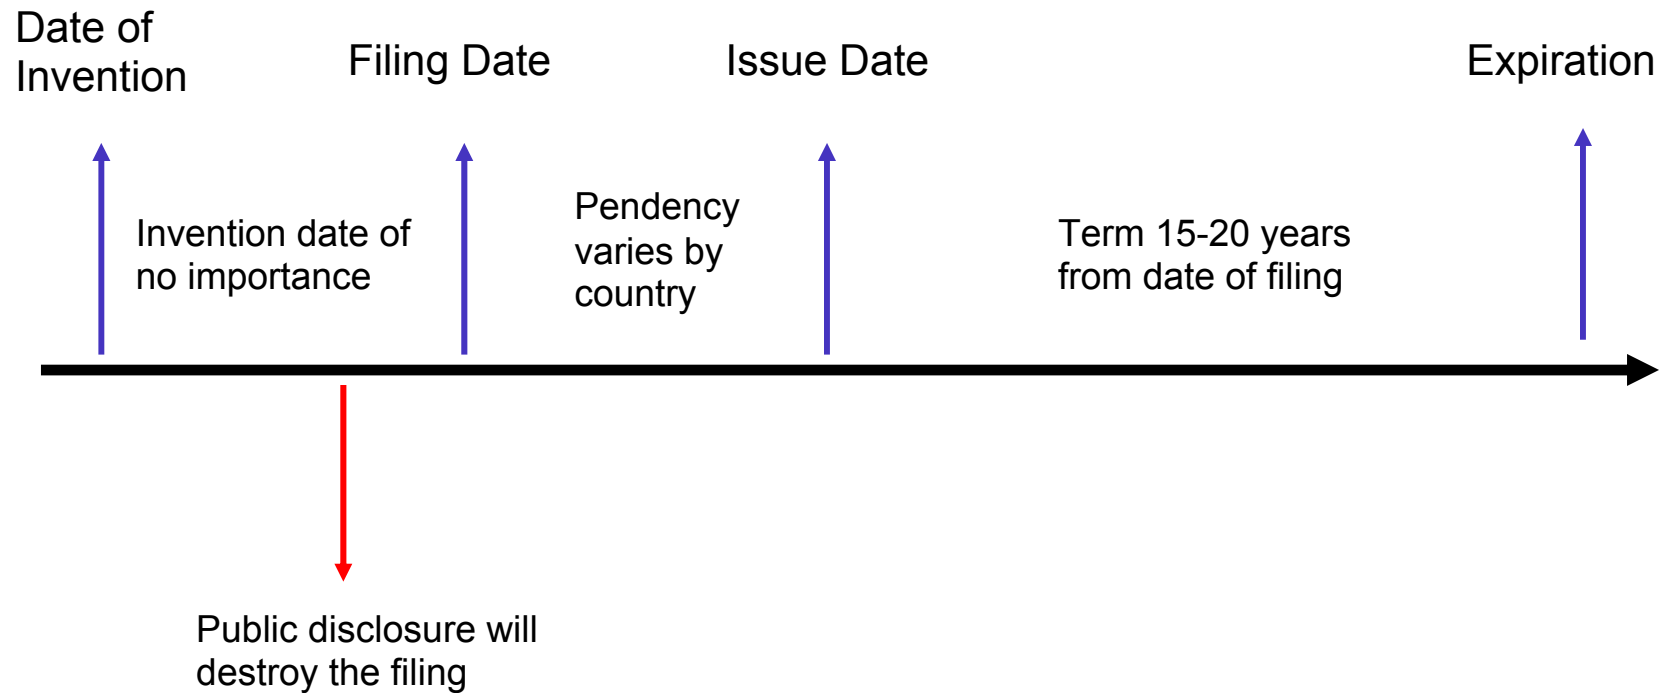 Date of
Invention
Filing Date
Issue Date
Expiration
Invention date of
no importance
Pendency
varies by
country
Term 15-20 years
from date of filing
Public disclosure will
destroy the filing